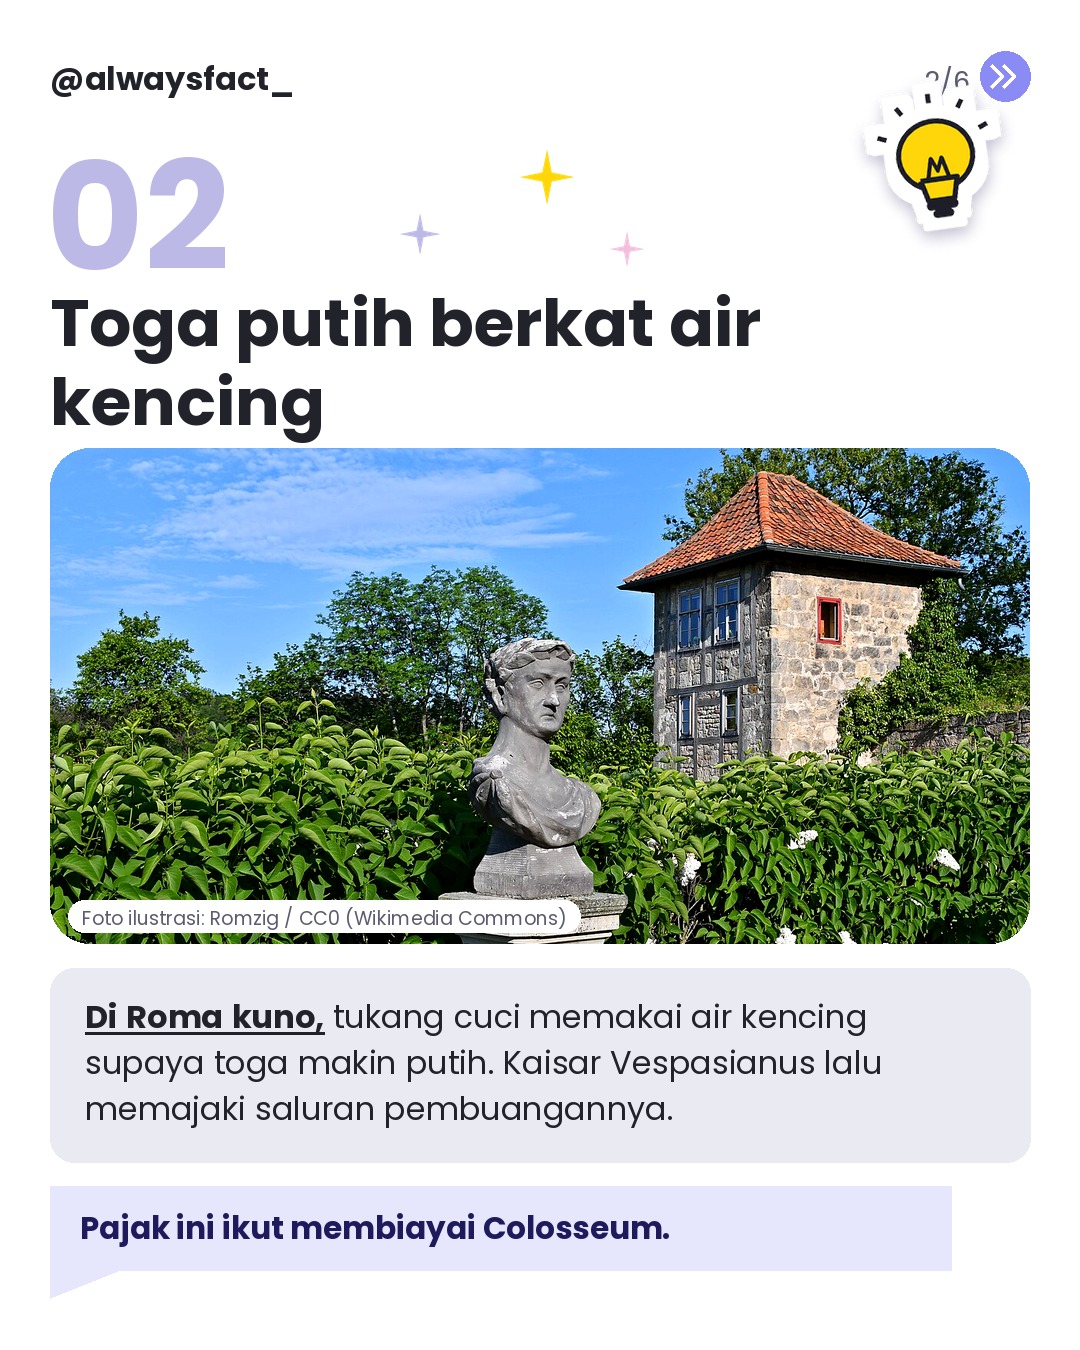 @alwaysfact_
2/6
02
Toga putih berkat air
kencing
Foto ilustrasi: Romzig / CC0 (Wikimedia Commons)
Di Roma kuno, tukang cuci memakai air kencing
supaya toga makin putih. Kaisar Vespasianus lalu
memajaki saluran pembuangannya.
Pajak ini ikut membiayai Colosseum.